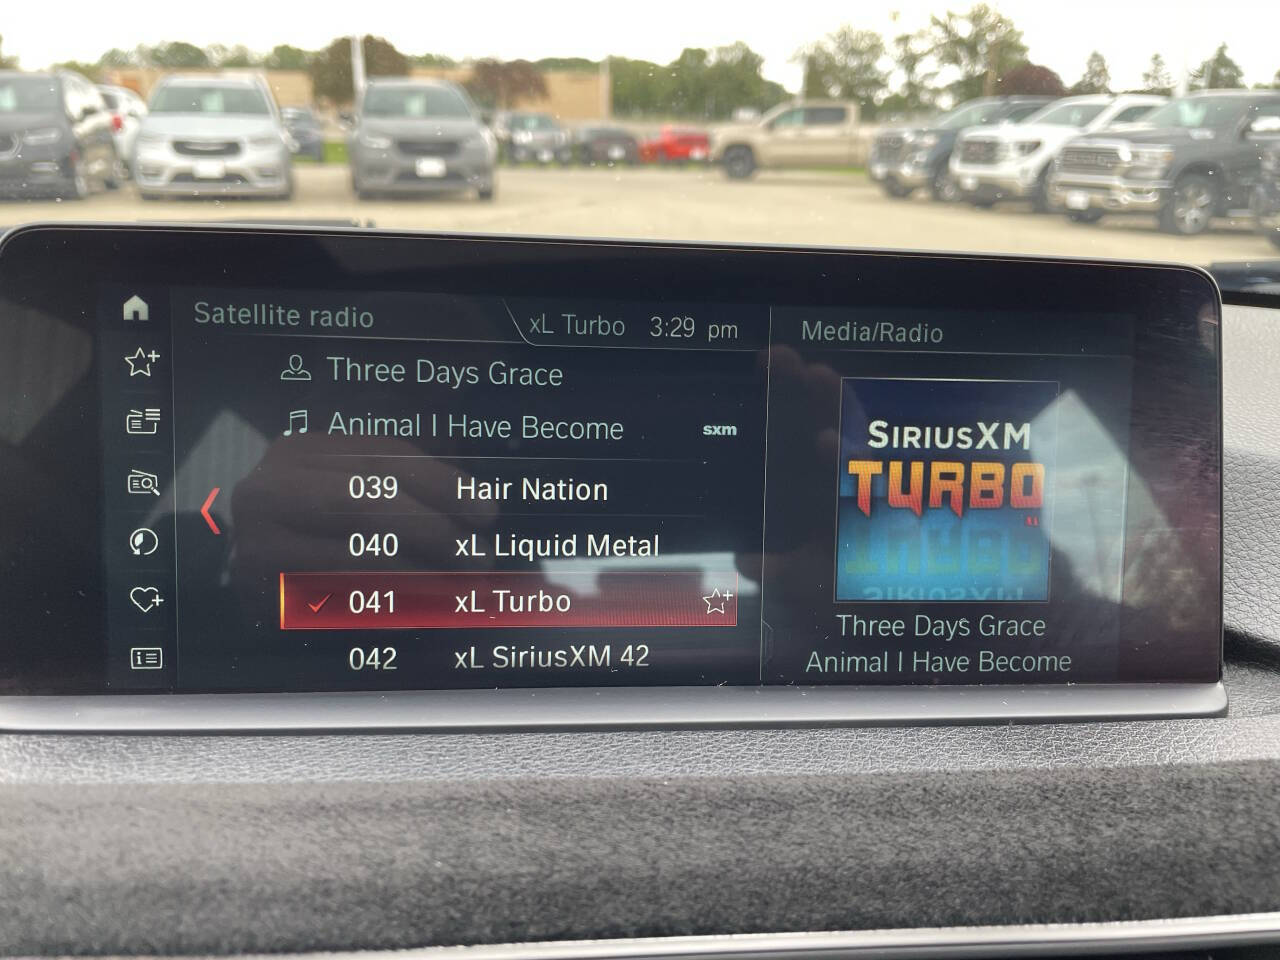 Satellite radio
xL Turbo 3:29 pm
Three Days Grace
Animal I Have Become sxm
039 Hair Nation
040 xL Liquid Metal
041 xL Turbo
042 xL SiriusXM 42
Media/Radio
SIRIUSXM
TURBO
Three Days Grace
Animal I Have Become